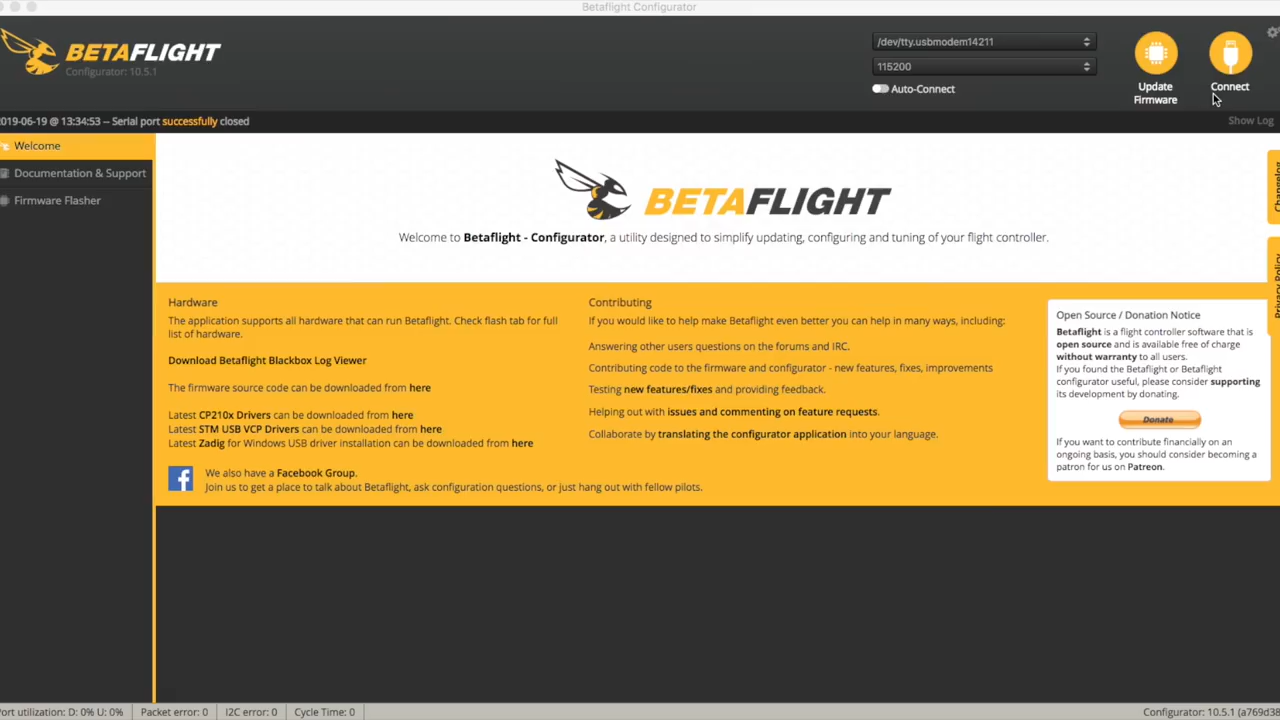 Betaflight Configurator
BETAFLIGHT
Configurator: 10.5.1
/dev/tty.usbmodem14211
115200
Auto-Connect
Update
Firmware
Connect
019-06-19 @ 13:34:53 -- Serial port successfully closed
Show Log
Welcome
Documentation & Support
Firmware Flasher
BETAFLIGHT
Welcome to Betaflight - Configurator, a utility designed to simplify updating, configuring and tuning of your flight controller.
Hardware
The application supports all hardware that can run Betaflight. Check flash tab for full
list of hardware.
Download Betaflight Blackbox Log Viewer
The firmware source code can be downloaded from here
Latest CP210x Drivers can be downloaded from here
Latest STM USB VCP Drivers can be downloaded from here
Latest Zadig for Windows USB driver installation can be downloaded from here
We also have a Facebook Group.
Join us to get a place to talk about Betaflight, ask configuration questions, or just hang out with fellow pilots.
Contributing
If you would like to help make Betaflight even better you can help in many ways, including:
Answering other users questions on the forums and IRC.
Contributing code to the firmware and configurator - new features, fixes, improvements
Testing new features/fixes and providing feedback.
Helping out with issues and commenting on feature requests.
Collaborate by translating the configurator application into your language.
Open Source / Donation Notice
Betaflight is a flight controller software that is
open source and is available free of charge
without warranty to all users.
If you found the Betaflight or Betaflight
configurator useful, please consider supporting
its development by donating.
Donate
If you want to contribute financially on an
ongoing basis, you should consider becoming a
patron for us on Patreon.
Changelog
Privacy Policy
Port utilization: D: 0% U: 0%
Packet error: 0
I2C error: 0
Cycle Time: 0
Configurator: 10.5.1 (a769d38